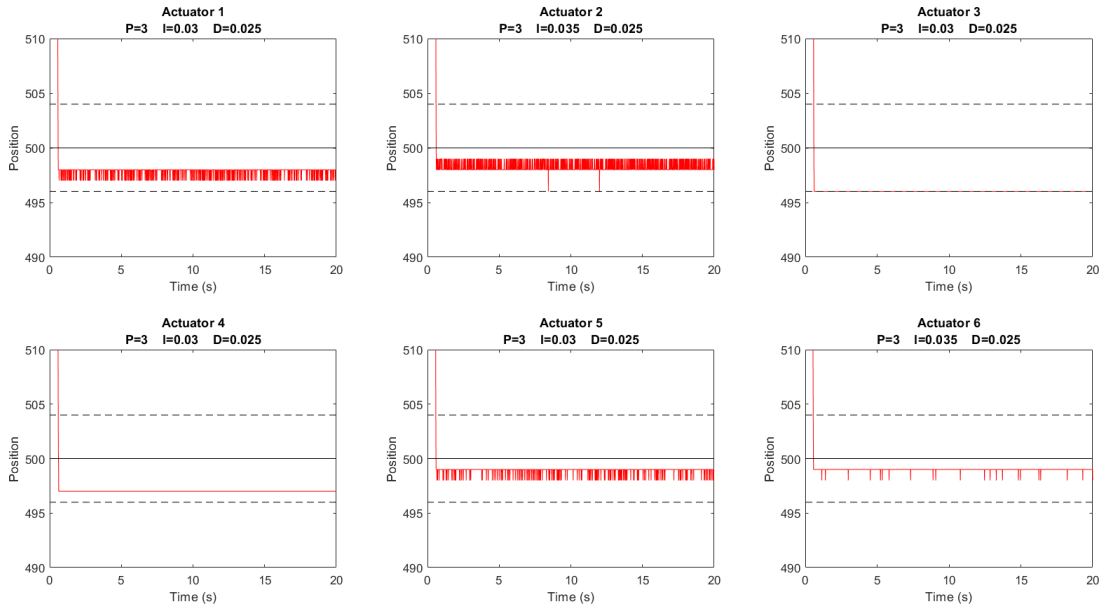 Actuator 1
P=3 I=0.03 D=0.025
510
505
500
495
490
Position
0 5 10 15 20
Time (s)
Actuator 2
P=3 I=0.035 D=0.025
510
505
500
495
490
Position
0 5 10 15 20
Time (s)
Actuator 3
P=3 I=0.03 D=0.025
510
505
500
495
490
Position
0 5 10 15 20
Time (s)
Actuator 4
P=3 I=0.03 D=0.025
510
505
500
495
490
Position
0 5 10 15 20
Time (s)
Actuator 5
P=3 I=0.03 D=0.025
510
505
500
495
490
Position
0 5 10 15 20
Time (s)
Actuator 6
P=3 I=0.035 D=0.025
510
505
500
495
490
Position
0 5 10 15 20
Time (s)